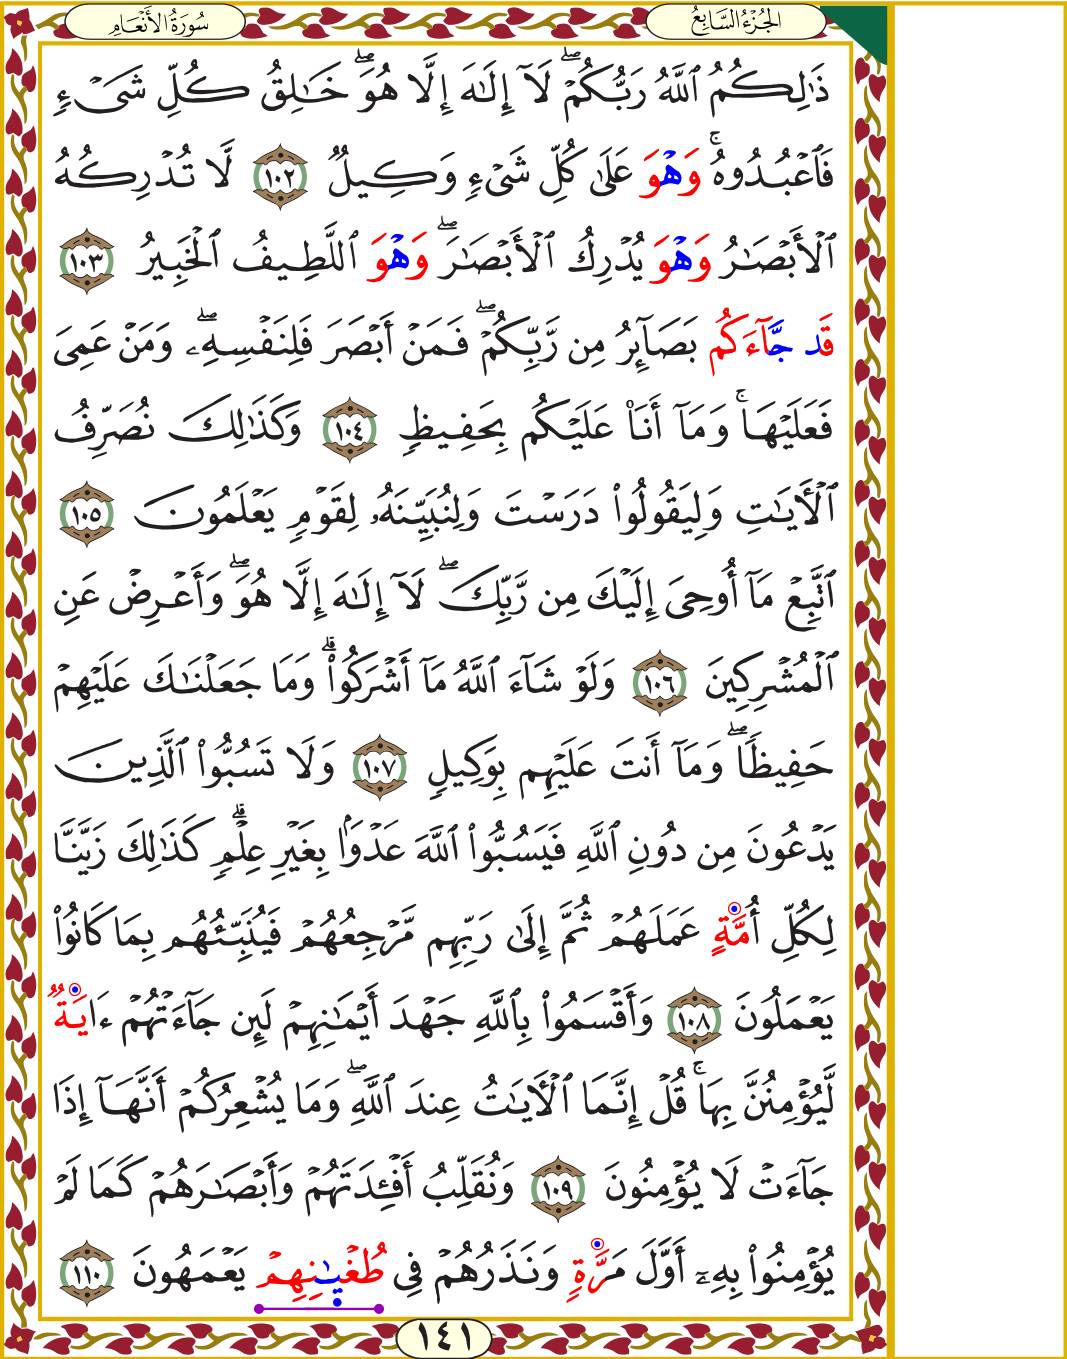 الجُزْءُ السَّابِعُ
سُورَةُ الأَنْعَامِ
ذَٰلِكُمُ ٱللَّهُ رَبُّكُمۡۖ لَآ إِلَٰهَ إِلَّا هُوَۖ خَٰلِقُ كُلِّ شَيۡءٖ
فَٱعۡبُدُوهُۚ وَهۡوَ عَلَىٰ كُلِّ شَيۡءٖ وَكِيلٞ ١٠٢ لَّا تُدۡرِكُهُ
ٱلۡأَبۡصَٰرُ وَهۡوَ يُدۡرِكُ ٱلۡأَبۡصَٰرَۖ وَهۡوَ ٱللَّطِيفُ ٱلۡخَبِيرُ ١٠٣
قَد جَّآءَكُم بَصَآئِرُ مِن رَّبِّكُمۡۖ فَمَنۡ أَبۡصَرَ فَلِنَفۡسِهِۦۖ وَمَنۡ عَمِيَ
فَعَلَيۡهَاۚ وَمَآ أَنَا۠ عَلَيۡكُم بِحَفِيظٖ ١٠٤ وَكَذَٰلِكَ نُصَرِّفُ
ٱلۡأٓيَٰتِ وَلِيَقُولُواْ دَرَسۡتَ وَلِنُبَيِّنَهُۥ لِقَوۡمٖ يَعۡلَمُونَ ١٠٥
ٱتَّبِعۡ مَآ أُوحِيَ إِلَيۡكَ مِن رَّبِّكَۖ لَآ إِلَٰهَ إِلَّا هُوَۖ وَأَعۡرِضۡ عَنِ
ٱلۡمُشۡرِكِينَ ١٠٦ وَلَوۡ شَآءَ ٱللَّهُ مَآ أَشۡرَكُواْۗ وَمَا جَعَلۡنَٰكَ عَلَيۡهِمۡ
حَفِيظٗاۖ وَمَآ أَنتَ عَلَيۡهِم بِوَكِيلٖ ١٠٧ وَلَا تَسُبُّواْ ٱلَّذِينَ
يَدۡعُونَ مِن دُونِ ٱللَّهِ فَيَسُبُّواْ ٱللَّهَ عَدۡوَۢا بِغَيۡرِ عِلۡمٖۗ كَذَٰلِكَ زَيَّنَّا
لِكُلِّ أُمَّةٍ عَمَلَهُمۡ ثُمَّ إِلَىٰ رَبِّهِم مَّرۡجِعُهُمۡ فَيُنَبِّئُهُم بِمَا كَانُواْ
يَعۡمَلُونَ ١٠٨ وَأَقۡسَمُواْ بِٱللَّهِ جَهۡدَ أَيۡمَٰنِهِمۡ لَئِن جَآءَتۡهُمۡ ءَايَةٞ
لَّيُؤۡمِنُنَّ بِهَاۚ قُلۡ إِنَّمَا ٱلۡأٓيَٰتُ عِندَ ٱللَّهِۖ وَمَا يُشۡعِرُكُمۡ أَنَّهَآ إِذَا
جَآءَتۡ لَا يُؤۡمِنُونَ ١٠٩ وَنُقَلِّبُ أَفۡـِٔدَتَهُمۡ وَأَبۡصَٰرَهُمۡ كَمَا لَمۡ
يُؤۡمِنُواْ بِهِۦٓ أَوَّلَ مَرَّةٖ وَنَذَرُهُمۡ فِي طُغۡيَٰنِهِمۡ يَعۡمَهُونَ ١١٠
١٤١